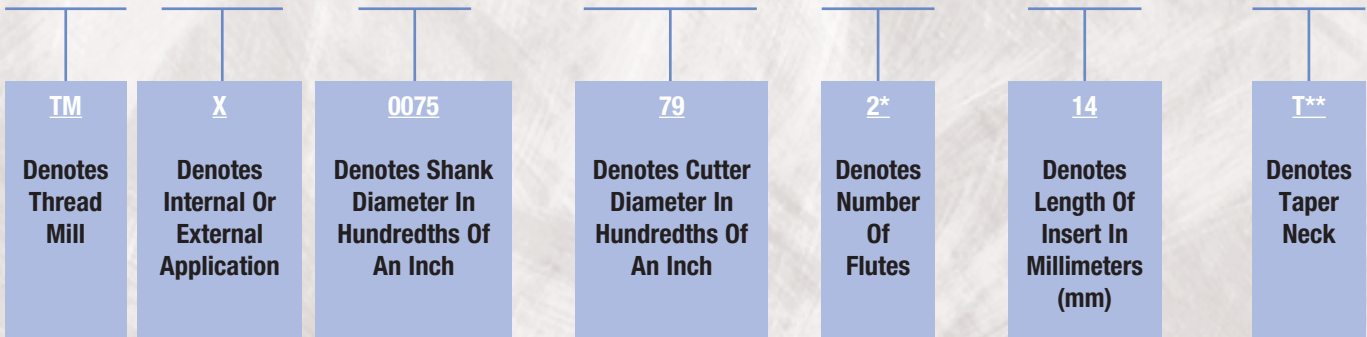 TM
Denotes
Thread
Mill
X
Denotes
Internal Or
External
Application
0075
Denotes Shank
Diameter In
Hundredths Of
An Inch
79
Denotes Cutter
Diameter In
Hundredths Of
An Inch
2*
Denotes
Number
Of
Flutes
14
Denotes
Length Of
Insert In
Millimeters
(mm)
T**
Denotes
Taper
Neck